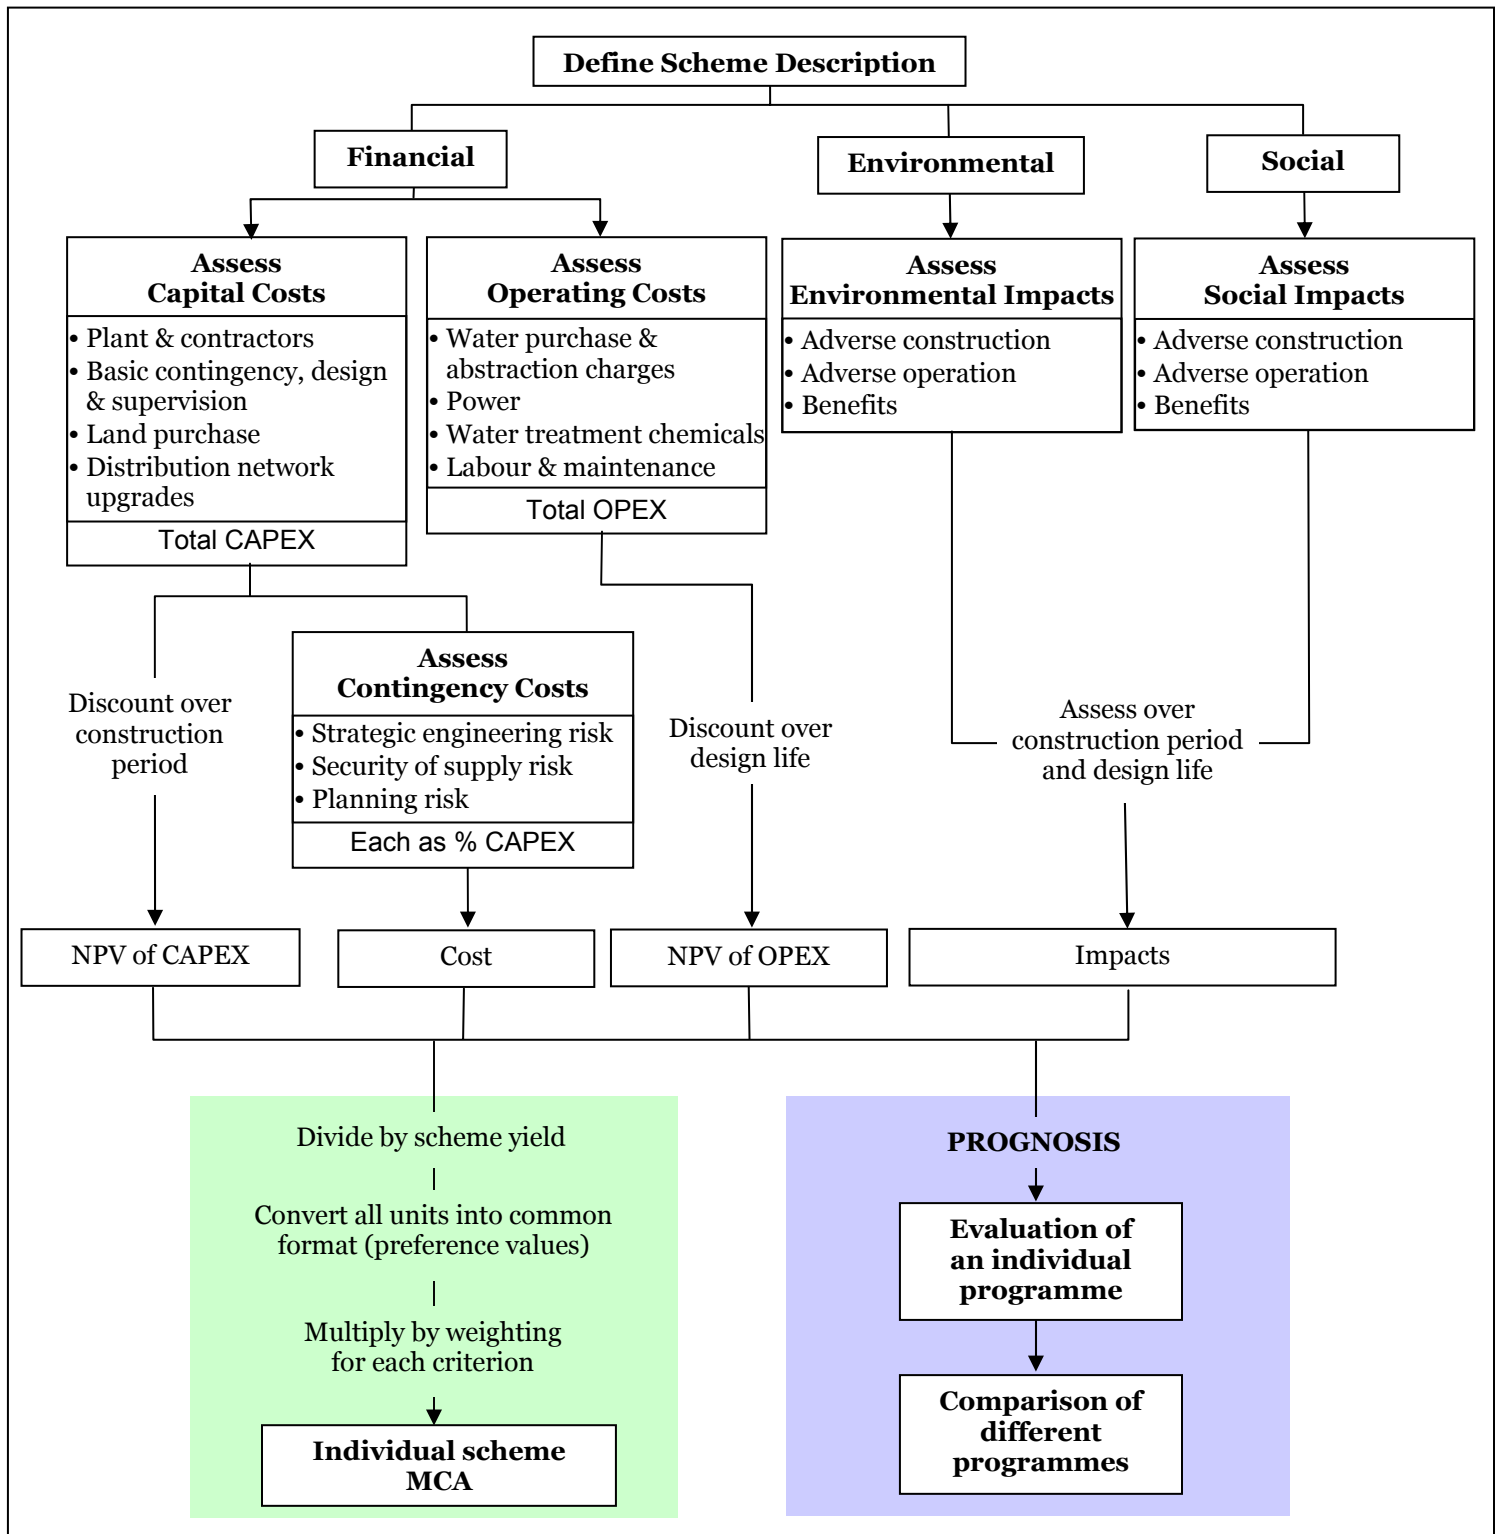 Define Scheme Description
Financial
Environmental
Social
Assess
Capital Costs
• Plant & contractors
• Basic contingency, design
& supervision
• Land purchase
• Distribution network
upgrades
Total CAPEX
Assess
Operating Costs
• Water purchase &
abstraction charges
• Power
• Water treatment chemicals
• Labour & maintenance
Total OPEX
Assess
Environmental Impacts
• Adverse construction
• Adverse operation
• Benefits
Assess
Social Impacts
• Adverse construction
• Adverse operation
• Benefits
Discount over
construction
period
Assess
Contingency Costs
• Strategic engineering risk
• Security of supply risk
• Planning risk
Each as % CAPEX
Discount over
design life
Assess over
construction period
and design life
NPV of CAPEX
Cost
NPV of OPEX
Impacts
Divide by scheme yield
Convert all units into common
format (preference values)
Multiply by weighting
for each criterion
Individual scheme
MCA
PROGNOSIS
Evaluation of
an individual
programme
Comparison of
different
programmes